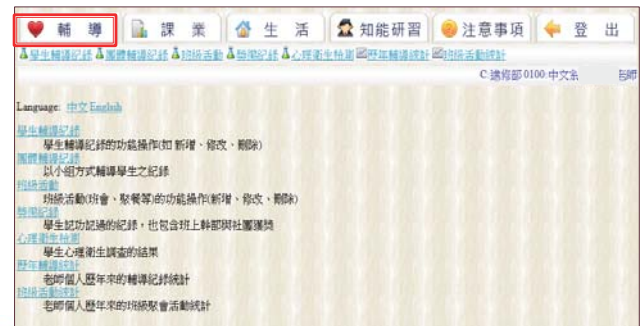 輔 導 課 業 生 活 知能研習 注意事項 登 出
學生輔導紀錄 團體輔導紀錄 班級活動 獎懲紀錄 心理衛生檢測 歷年輔導統計 班級活動統計
C:進修部 0100:中文系
Language: 中文 English
學生輔導紀錄
學生輔導紀錄的功能操作(如 新增、修改、刪除)
團體輔導紀錄
以小組方式輔導學生之紀錄
班級活動
班級活動(班會、聚餐等)的功能操作(新增、修改、刪除)
獎懲紀錄
學生記功記過的紀錄，也包含班上幹部與社團獲獎
心理衛生檢測
學生心理衛生調查的結果
歷年輔導統計
老師個人歷年來的輔導紀錄統計
班級活動統計
老師個人歷年來的班級聚會活動統計